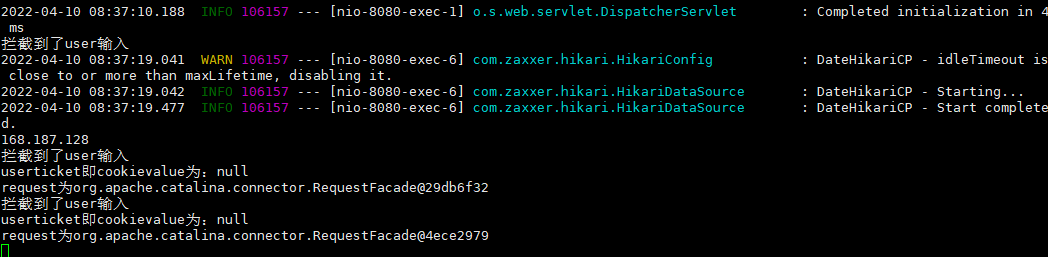 2022-04-10 08:37:10.188  INFO 106157 --- [nio-8080-exec-1] o.s.web.servlet.DispatcherServlet        : Completed initialization in 4
 ms
拦截到了user输入
2022-04-10 08:37:19.041  WARN 106157 --- [nio-8080-exec-6] com.zaxxer.hikari.HikariConfig           : DateHikariCP - idleTimeout is
 close to or more than maxLifetime, disabling it.
2022-04-10 08:37:19.042  INFO 106157 --- [nio-8080-exec-6] com.zaxxer.hikari.HikariDataSource       : DateHikariCP - Starting...
2022-04-10 08:37:19.477  INFO 106157 --- [nio-8080-exec-6] com.zaxxer.hikari.HikariDataSource       : DateHikariCP - Start complete
d.
168.187.128
拦截到了user输入
userticket即cookievalue为：null
request为org.apache.catalina.connector.RequestFacade@29db6f32
拦截到了user输入
userticket即cookievalue为：null
request为org.apache.catalina.connector.RequestFacade@4ece2979